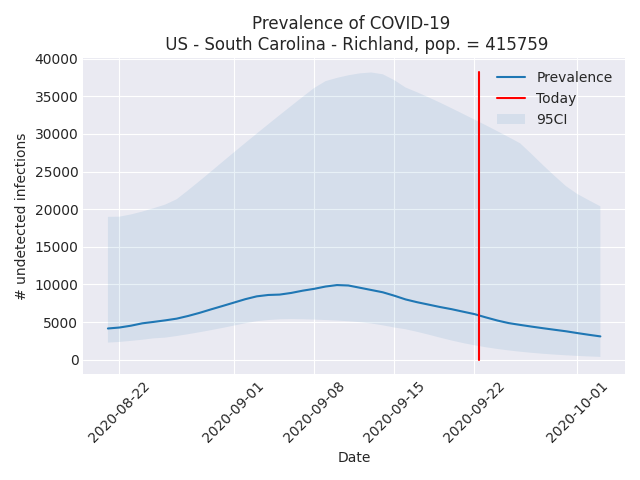 Prevalence of COVID-19
US - South Carolina - Richland, pop. = 415759
# undetected infections
40000
35000
30000
25000
20000
15000
10000
5000
0
Prevalence
Today
95CI
2020-08-22
2020-09-01
2020-09-08
2020-09-15
2020-09-22
2020-10-01
Date